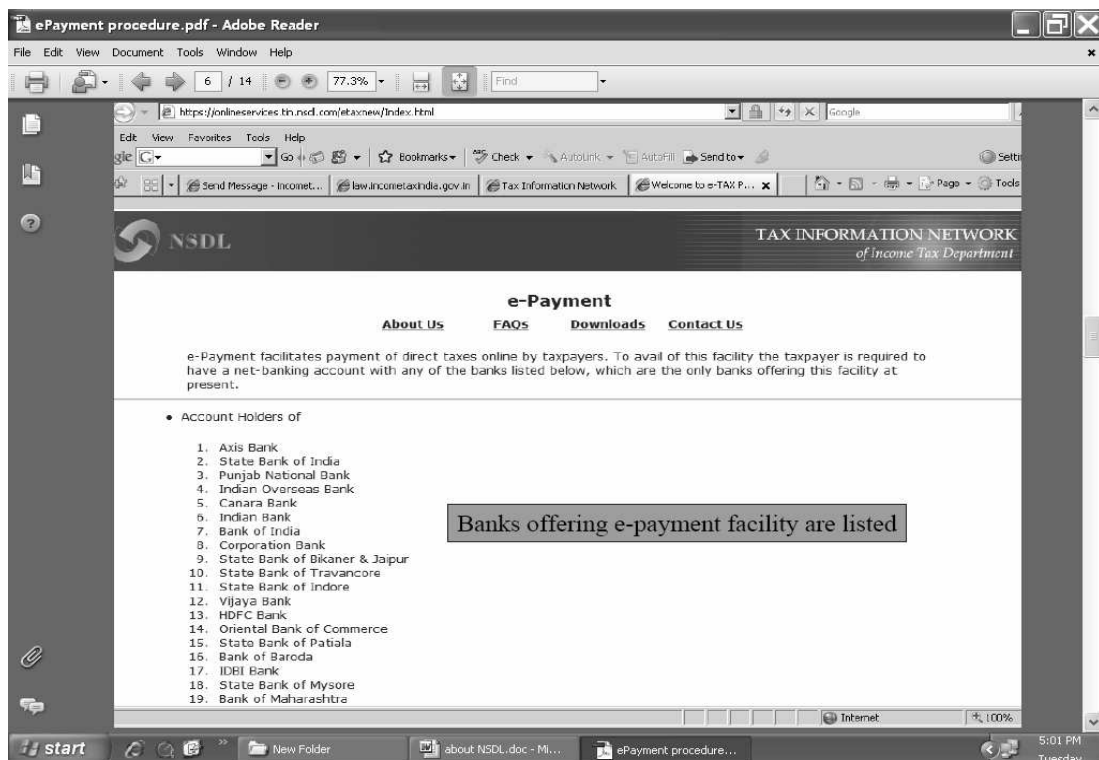 ePayment procedure.pdf - Adobe Reader
File Edit View Document Tools Window Help
6 / 14 77.3% Find
https://onlineservices.tin.nsdl.com/etaxnew/Index.html Google
Edit View Favorites Tools Help
gle G Go Bookmarks Check AutoLink AutoFill Send to Setti
Send Message - Incomet... law.incometaxindia.gov.in Tax Information Network Welcome to e-TAX P... Page Tools
NSDL
TAX INFORMATION NETWORK
of Income Tax Department
e-Payment
About Us FAQs Downloads Contact Us
e-Payment facilitates payment of direct taxes online by taxpayers. To avail of this facility the taxpayer is required to
have a net-banking account with any of the banks listed below, which are the only banks offering this facility at
present.
• Account Holders of
1. Axis Bank
2. State Bank of India
3. Punjab National Bank
4. Indian Overseas Bank
5. Canara Bank
6. Indian Bank
7. Bank of India
8. Corporation Bank
9. State Bank of Bikaner & Jaipur
10. State Bank of Travancore
11. State Bank of Indore
12. Vijaya Bank
13. HDFC Bank
14. Oriental Bank of Commerce
15. State Bank of Patiala
16. Bank of Baroda
17. IDBI Bank
18. State Bank of Mysore
19. Bank of Maharashtra
Banks offering e-payment facility are listed
Internet 100%
start New Folder about NSDL.doc - Mi... ePayment procedure... 5:01 PM
Tuesday